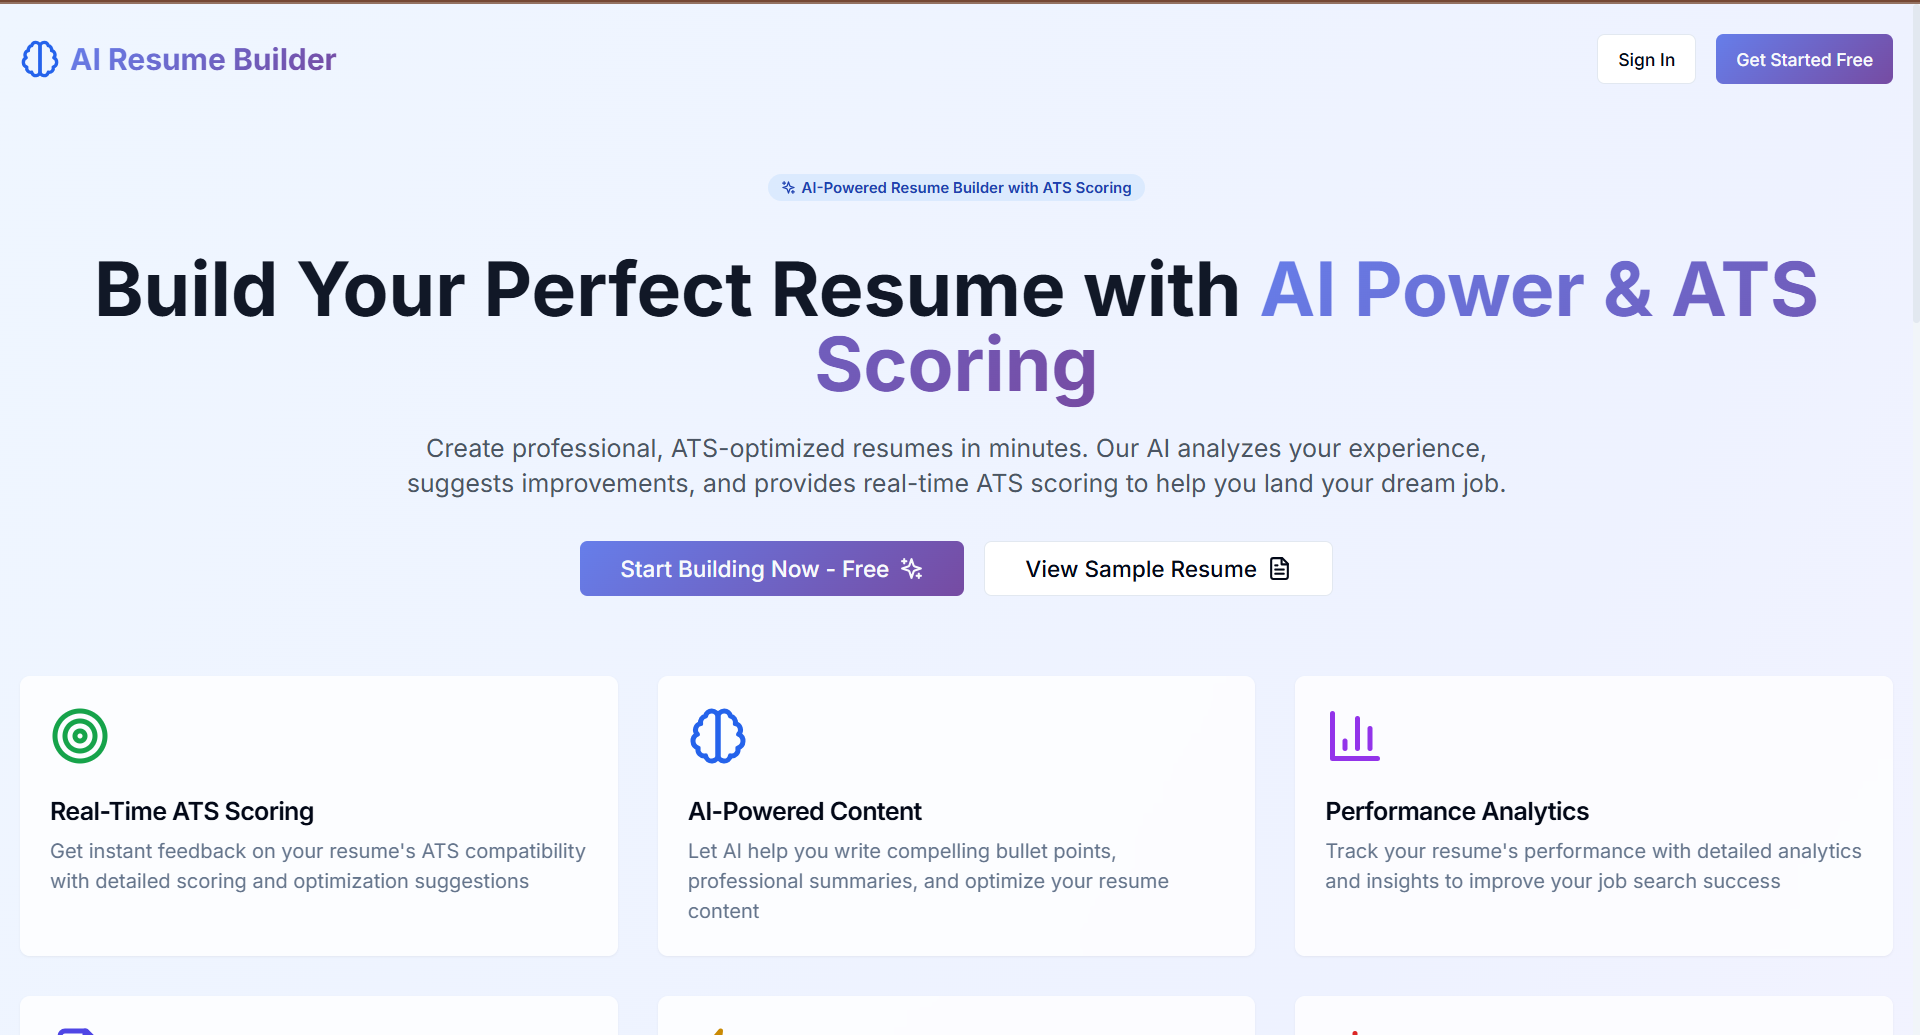 AI Resume Builder
Sign In
Get Started Free
AI-Powered Resume Builder with ATS Scoring
Build Your Perfect Resume with AI Power & ATS
Scoring
Create professional, ATS-optimized resumes in minutes. Our AI analyzes your experience,
suggests improvements, and provides real-time ATS scoring to help you land your dream job.
Start Building Now - Free
View Sample Resume
Real-Time ATS Scoring
Get instant feedback on your resume's ATS compatibility
with detailed scoring and optimization suggestions
AI-Powered Content
Let AI help you write compelling bullet points,
professional summaries, and optimize your resume
content
Performance Analytics
Track your resume's performance with detailed analytics
and insights to improve your job search success